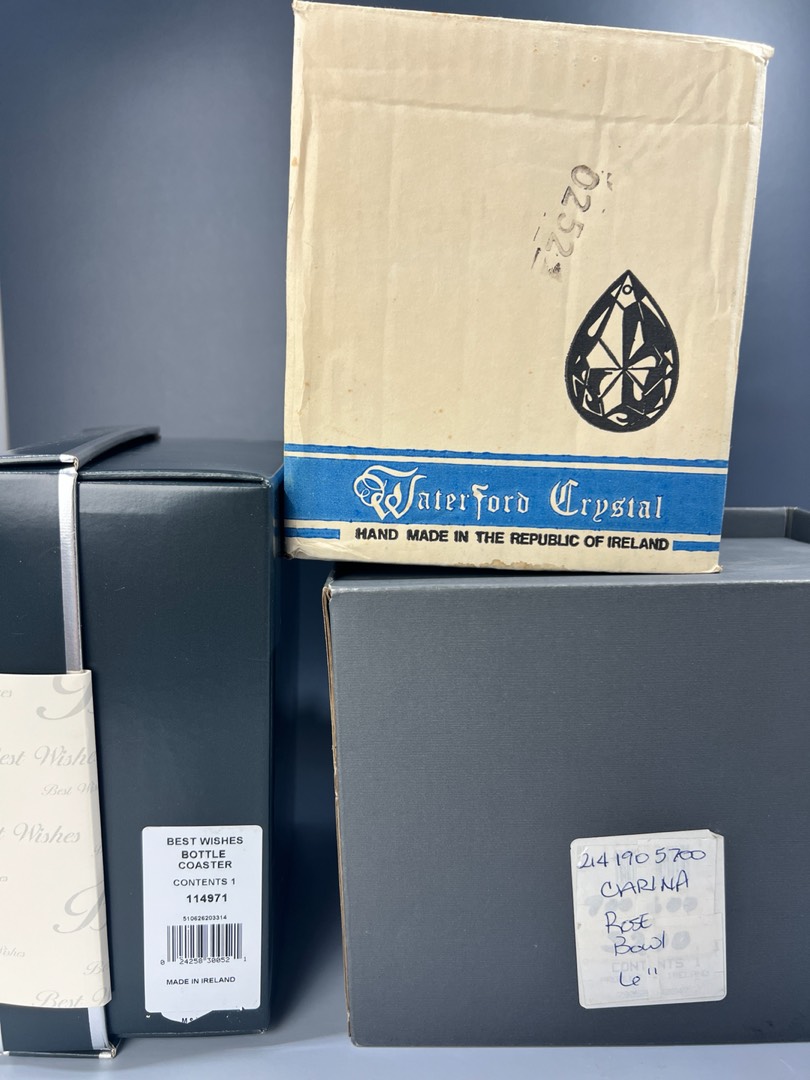 0252
Waterford Crystal
HAND MADE IN THE REPUBLIC OF IRELAND
Best Wishes
Best
Wishes
Best
BEST WISHES
BOTTLE
COASTER
CONTENTS 1
114971
510626203314
0 24258 38052 1
MADE IN IRELAND
214 190 5700
CARINA
ROSE
Bowl
6"
CONTENTS 1